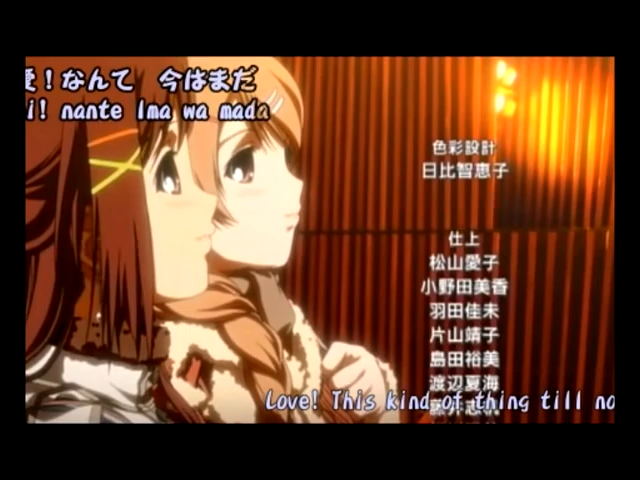 愛！なんて　今はまだ
i! nante Ima wa mada
色彩設計
日比智恵子
仕上
松山愛子
小野田美香
羽田佳未
片山靖子
島田裕美
渡辺夏海
Love! This kind of thing till no